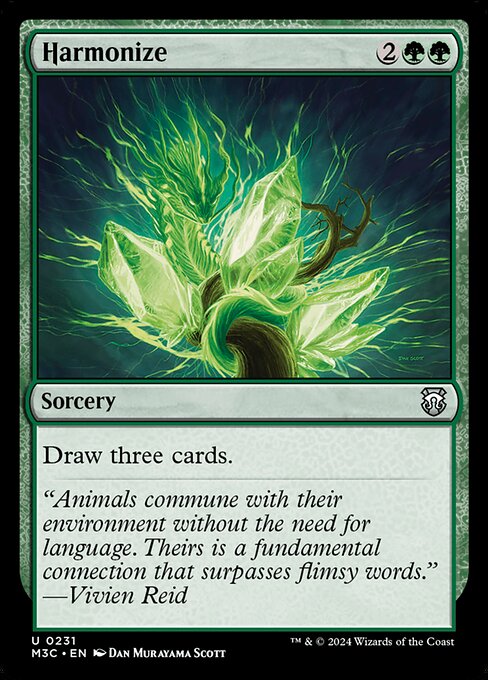 Harmonize 2
DAN SCOTT
Sorcery
Draw three cards.
“Animals commune with their
environment without the need for
language. Theirs is a fundamental
connection that surpasses flimsy words.”
—Vivien Reid
U 0231
M3C • EN Dan Murayama Scott
™ & © 2024 Wizards of the Coast